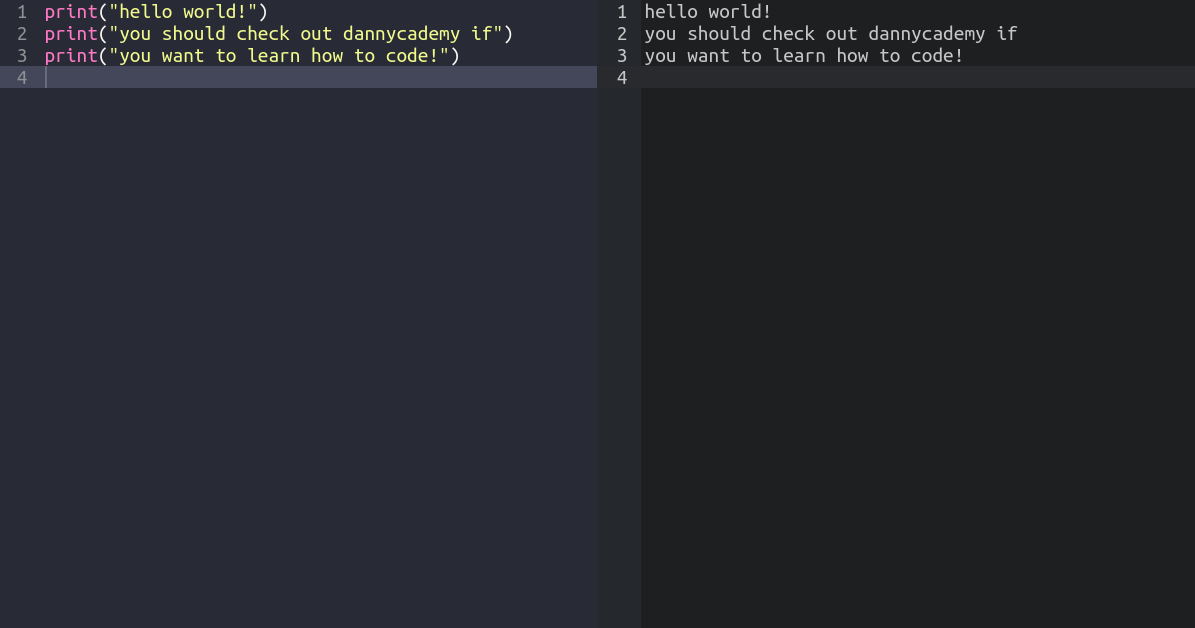 1 print("hello world!")
2 print("you should check out dannycademy if")
3 print("you want to learn how to code!")
4
1 hello world!
2 you should check out dannycademy if
3 you want to learn how to code!
4